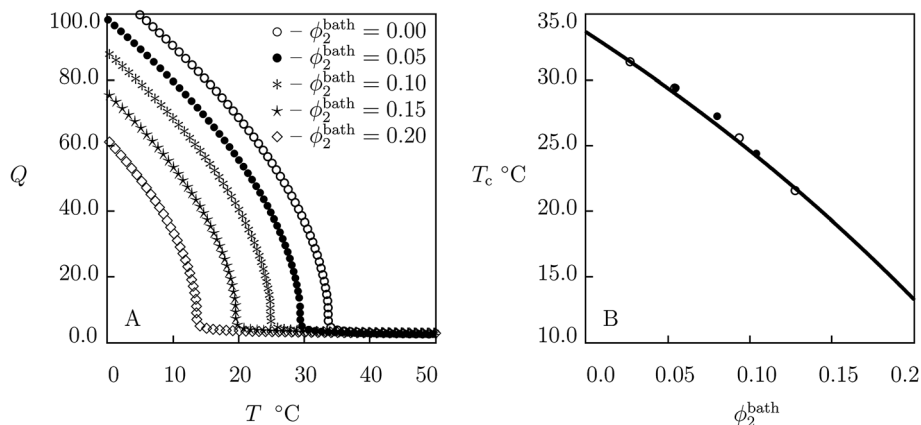 100.0
80.0
60.0
40.0
20.0
0.0
Q
A
○ – ϕ₂ᵇᵃᵗʰ = 0.00
● – ϕ₂ᵇᵃᵗʰ = 0.05
∗ – ϕ₂ᵇᵃᵗʰ = 0.10
⋆ – ϕ₂ᵇᵃᵗʰ = 0.15
◇ – ϕ₂ᵇᵃᵗʰ = 0.20
0 10 20 30 40 50
T °C
35.0
30.0
25.0
20.0
15.0
10.0
T_c °C
B
0.0 0.05 0.1 0.15 0.2
ϕ₂ᵇᵃᵗʰ